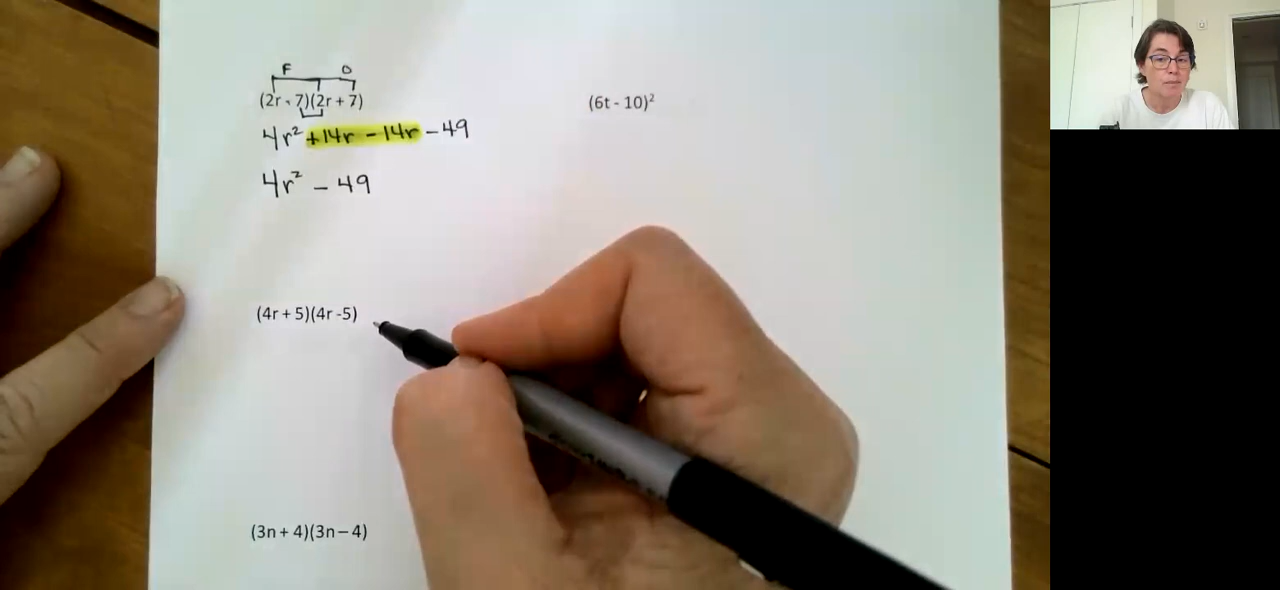 F O
(2r - 7)(2r + 7)
4r² +14r - 14r - 49
4r² - 49
(4r + 5)(4r -5)
(3n + 4)(3n – 4)
(6t - 10)²